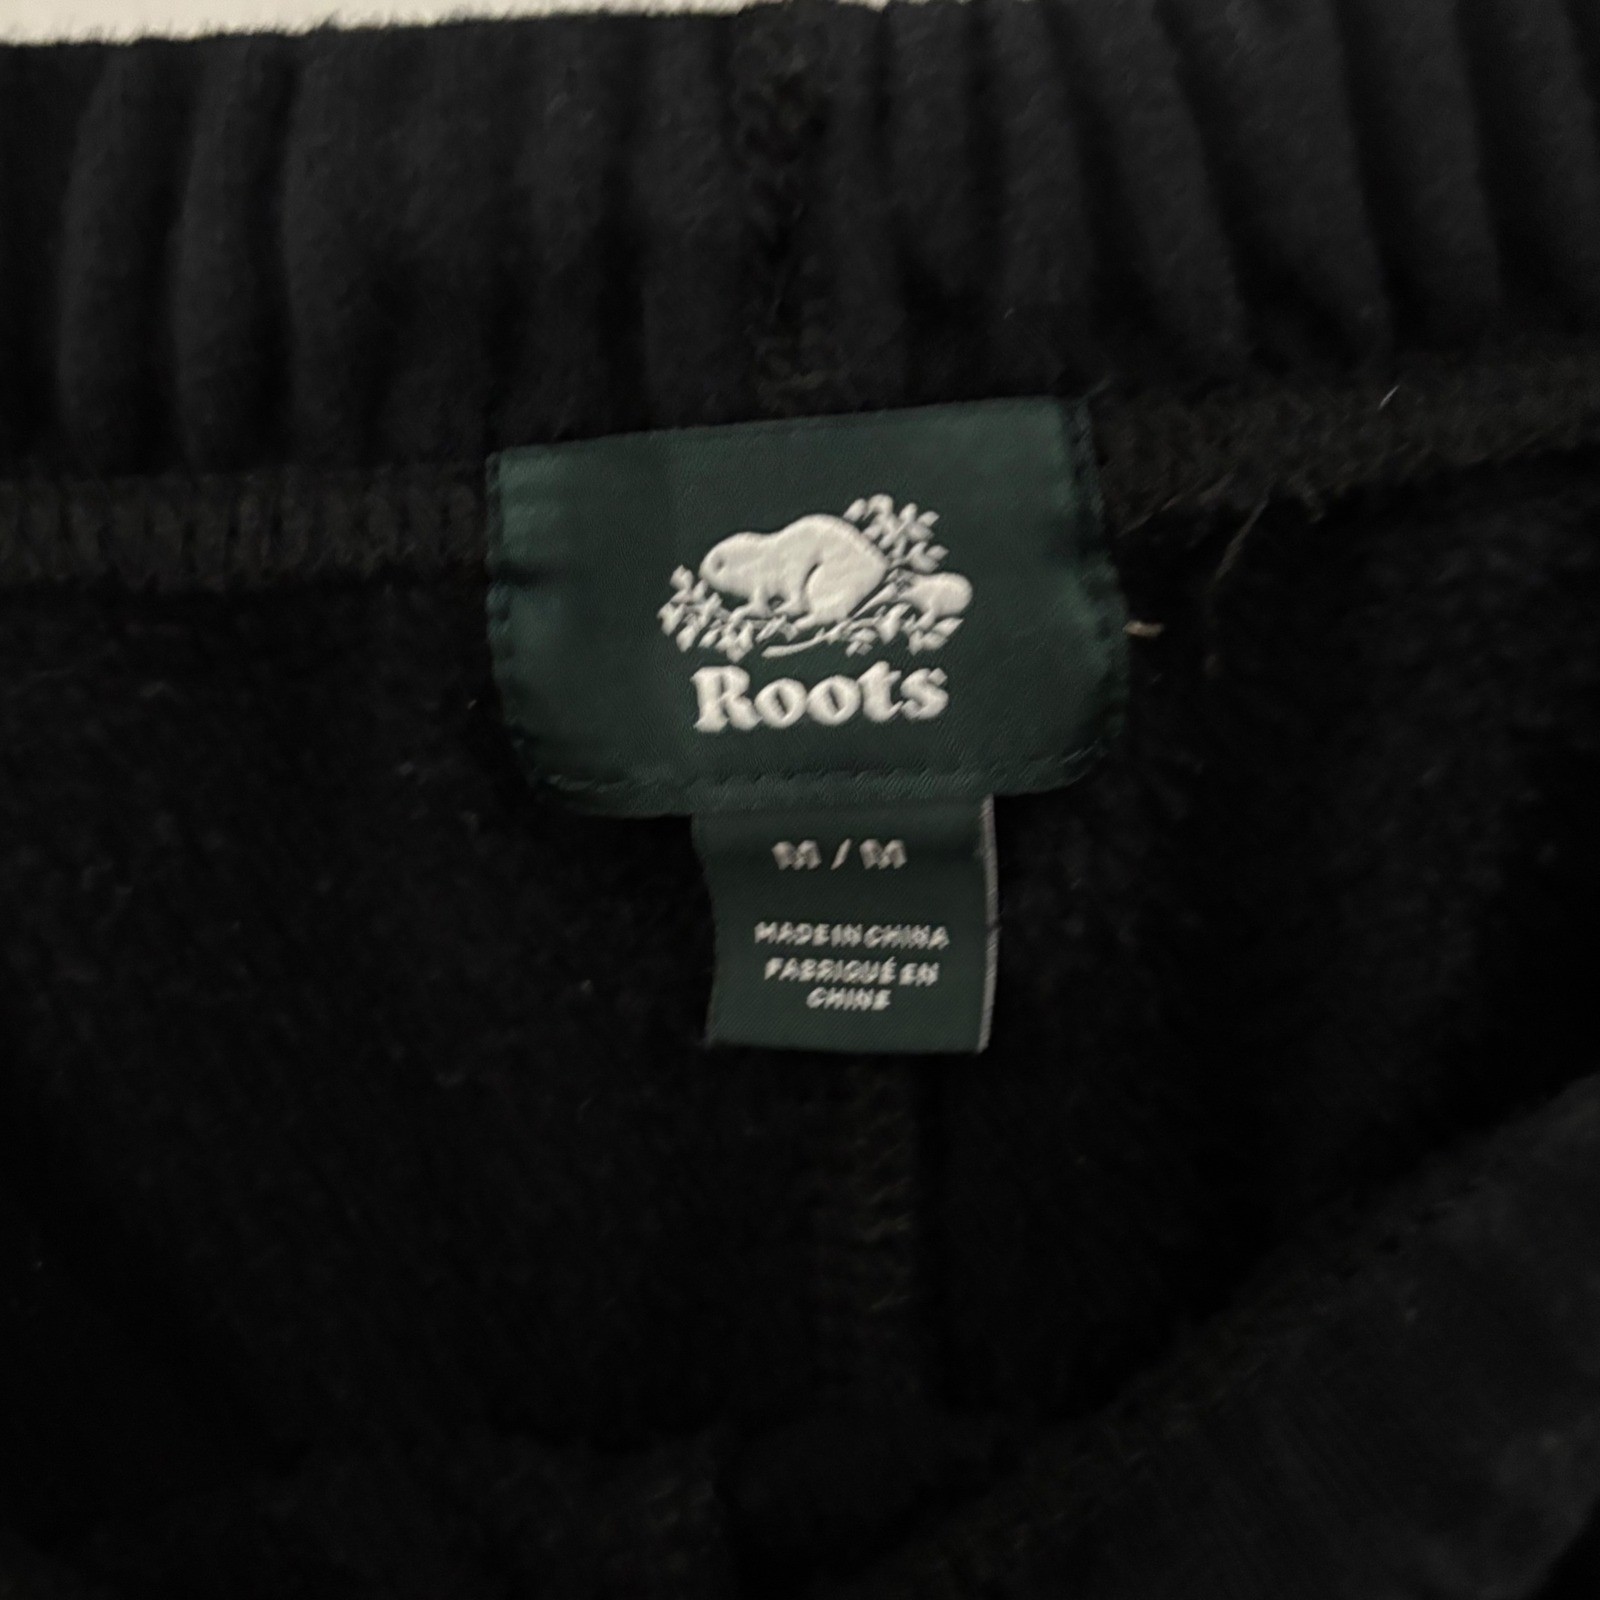 Roots
M / M
MADE IN CHINA
FABRIQUÉ EN
CHINE